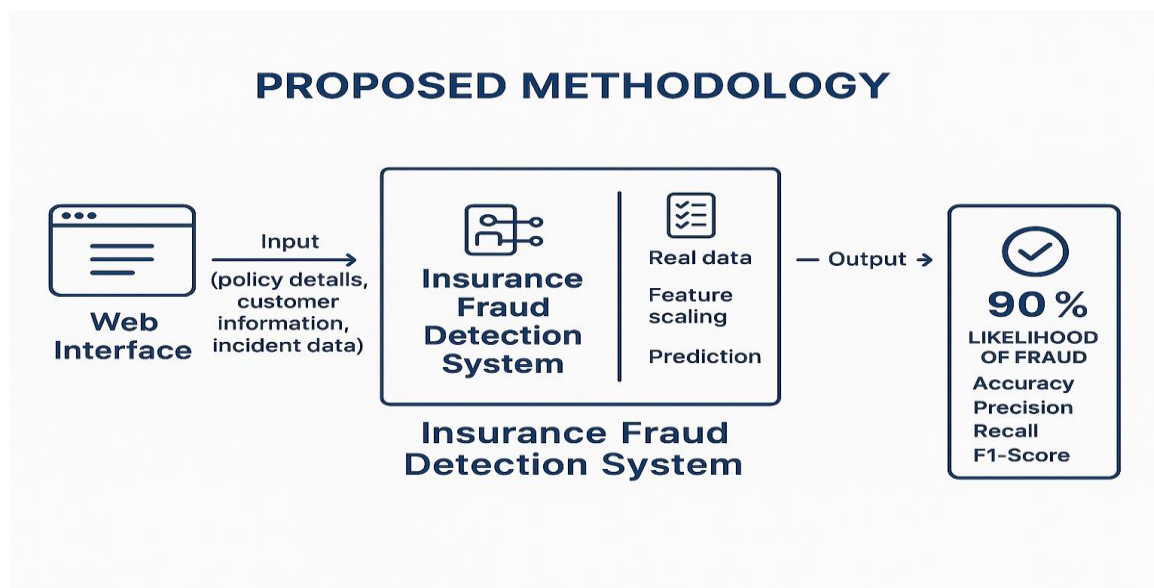 PROPOSED METHODOLOGY
Web
Interface
Input
(policy detalls,
customer
information,
incident data)
Insurance
Fraud
Detection
System
Real data
Feature
scaling
Prediction
Insurance Fraud
Detection System
Output
90 %
LIKELIHOOD
OF FRAUD
Accuracy
Precision
Recall
F1-Score